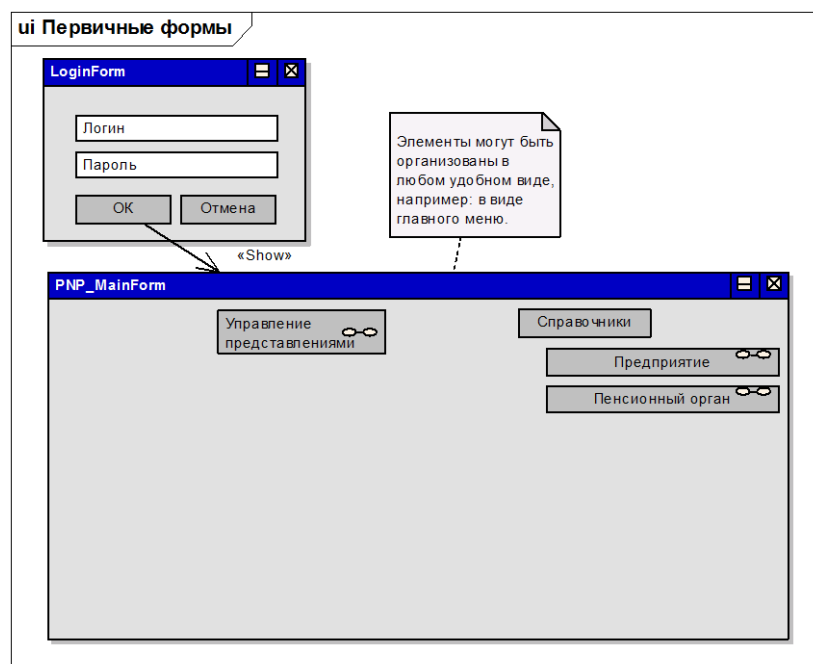 ui Первичные формы
LoginForm
Логин
Пароль
ОК
Отмена
Элементы могут быть
организованы в
любом удобном виде,
например: в виде
главного меню.
«Show»
PNP_MainForm
Управление
представлениями
Справочники
Предприятие
Пенсионный орган